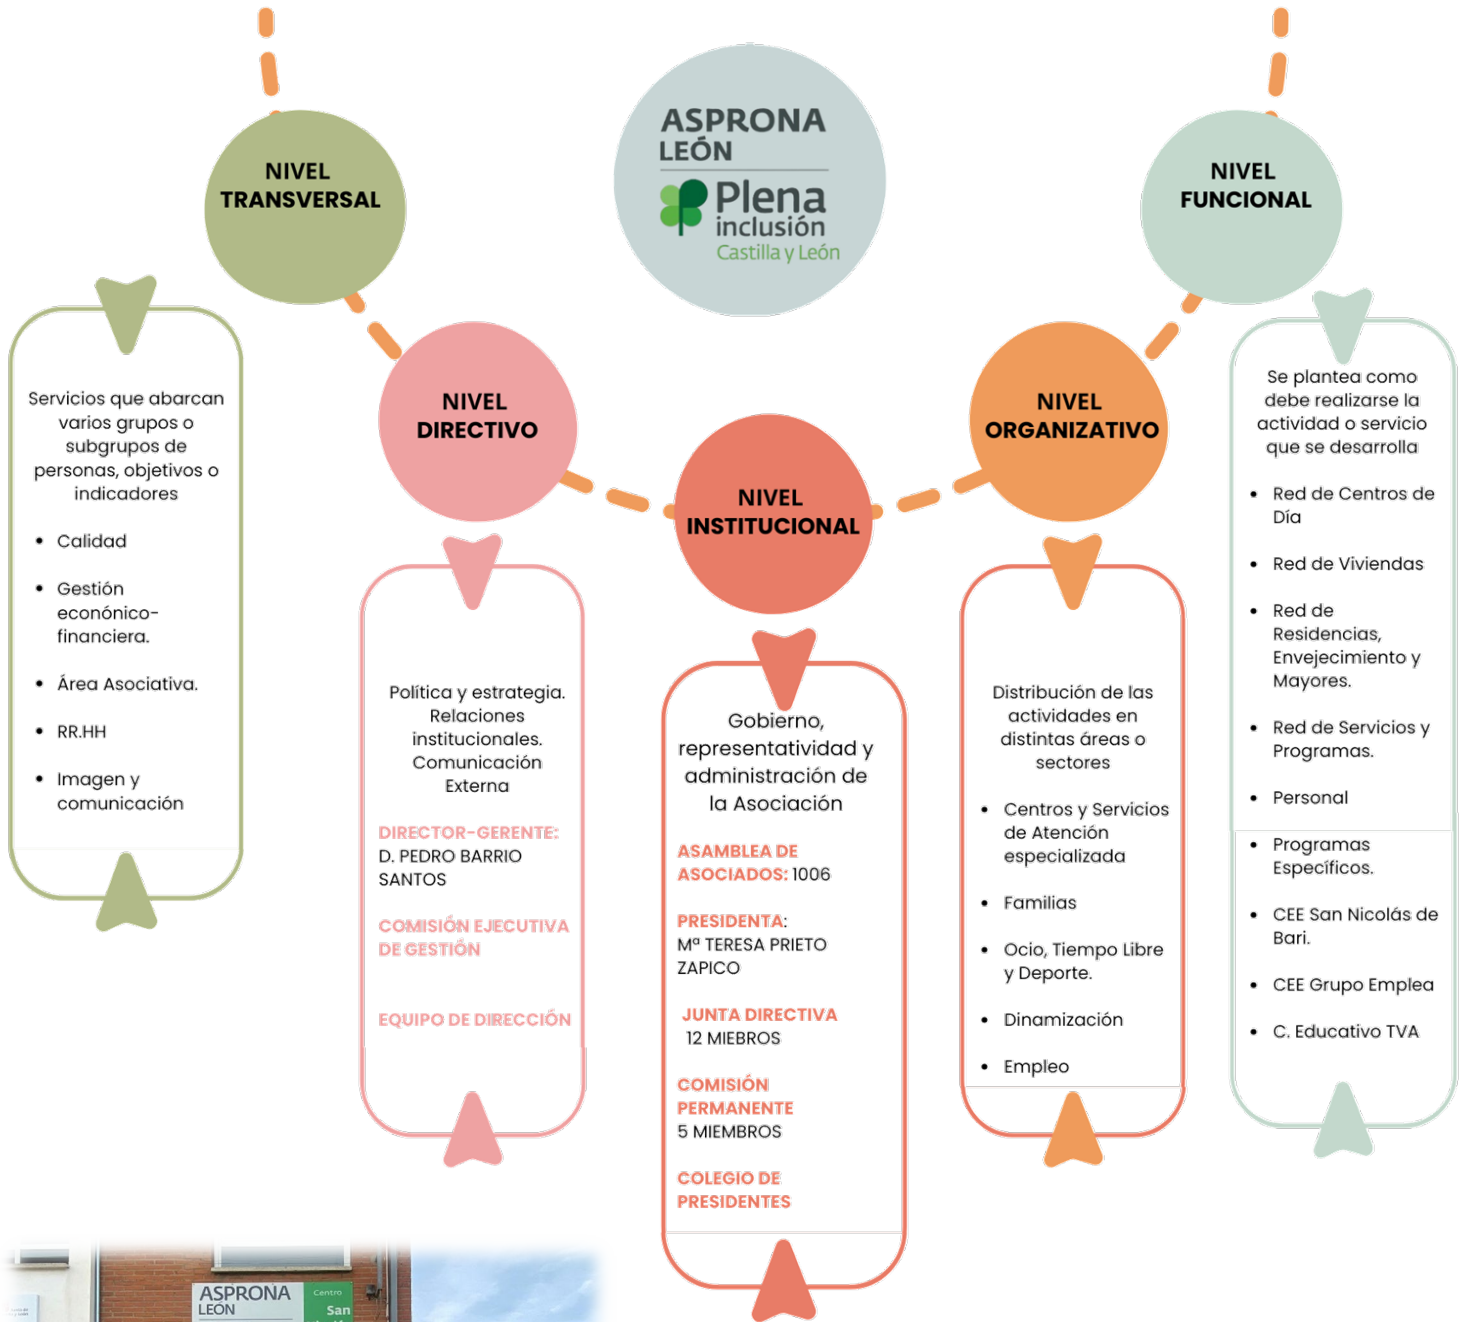 ASPRONA
LEÓN
Plena
inclusión
Castilla y León
NIVEL
TRANSVERSAL
Servicios que abarcan
varios grupos o
subgrupos de
personas, objetivos o
indicadores
• Calidad
• Gestión
econónico-
financiera.
• Área Asociativa.
• RR.HH
• Imagen y
comunicación
NIVEL
DIRECTIVO
Política y estrategia.
Relaciones
institucionales.
Comunicación
Externa
DIRECTOR-GERENTE:
D. PEDRO BARRIO
SANTOS
COMISIÓN EJECUTIVA
DE GESTIÓN
EQUIPO DE DIRECCIÓN
NIVEL
INSTITUCIONAL
Gobierno,
representatividad y
administración de
la Asociación
ASAMBLEA DE
ASOCIADOS: 1006
PRESIDENTA:
Mª TERESA PRIETO
ZAPICO
JUNTA DIRECTIVA
12 MIEBROS
COMISIÓN
PERMANENTE
5 MIEMBROS
COLEGIO DE
PRESIDENTES
NIVEL
ORGANIZATIVO
Distribución de las
actividades en
distintas áreas o
sectores
• Centros y Servicios
de Atención
especializada
• Familias
• Ocio, Tiempo Libre
y Deporte.
• Dinamización
• Empleo
NIVEL
FUNCIONAL
Se plantea como
debe realizarse la
actividad o servicio
que se desarrolla
• Red de Centros de
Día
• Red de Viviendas
• Red de
Residencias,
Envejecimiento y
Mayores.
• Red de Servicios y
Programas.
• Personal
• Programas
Específicos.
• CEE San Nicolás de
Bari.
• CEE Grupo Emplea
• C. Educativo TVA
ASPRONA
LEÓN
Centro
San